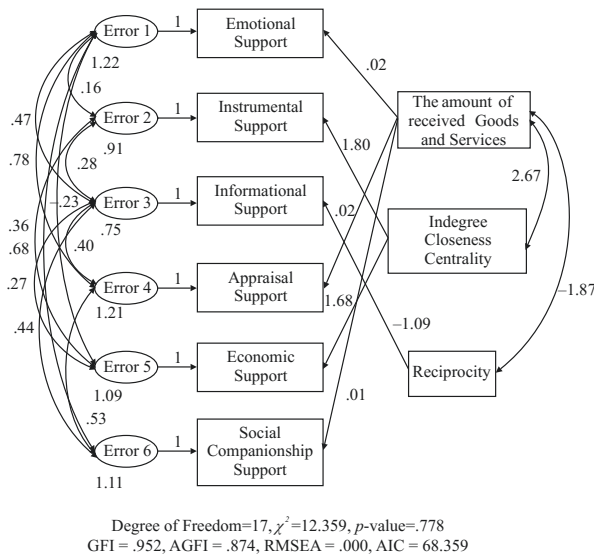 Error 1
1
Emotional
Support
1.22
.16
.02
Error 2
1
Instrumental
Support
The amount of
received Goods
and Services
.47
.91
1.80
.78
.28
2.67
Error 3
1
Informational
Support
–.23
.75
.02
Indegree
Closeness
Centrality
.36
.40
.68
.27
Error 4
1
Appraisal
Support
1.68
–1.87
1.21
.44
–1.09
Error 5
1
Economic
Support
Reciprocity
1.09
.01
.53
Error 6
1
Social
Companionship
Support
1.11
Degree of Freedom=17, χ²=12.359, p-value=.778
GFI = .952, AGFI = .874, RMSEA = .000, AIC = 68.359